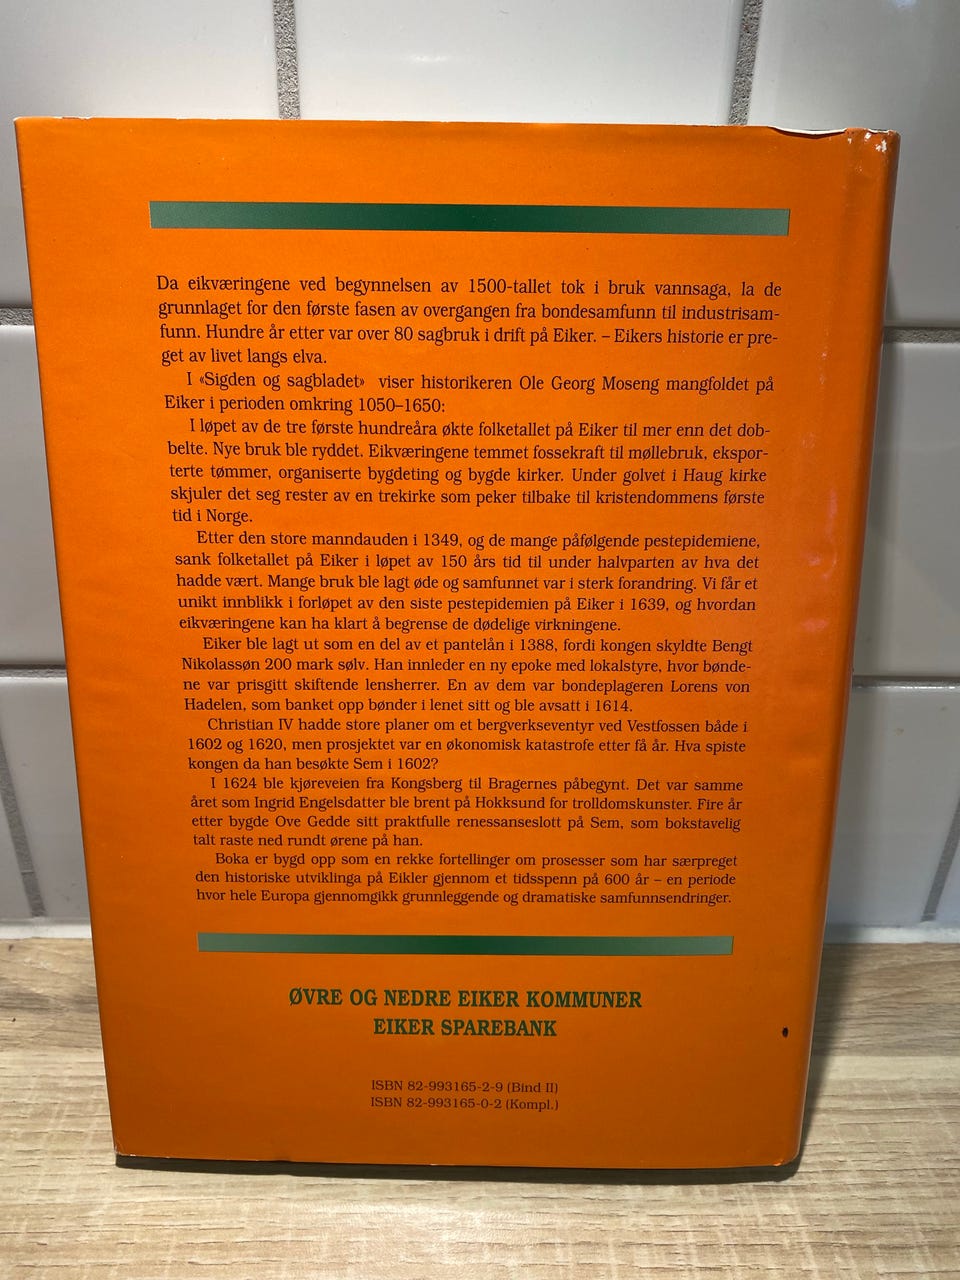 Da eikværingene ved begynnelsen av 1500-tallet tok i bruk vannsaga, la de
grunnlaget for den første fasen av overgangen fra bondesamfunn til industrisam-
funn. Hundre år etter var over 80 sagbruk i drift på Eiker. – Eikers historie er pre-
get av livet langs elva.
I «Sigden og sagbladet» viser historikeren Ole Georg Moseng mangfoldet på
Eiker i perioden omkring 1050–1650:
I løpet av de tre første hundreåra økte folketallet på Eiker til mer enn det dob-
belte. Nye bruk ble ryddet. Eikværingene temmet fossekraft til møllebruk, ekspor-
terte tømmer, organiserte bygdeting og bygde kirker. Under golvet i Haug kirke
skjuler det seg rester av en trekirke som peker tilbake til kristendommens første
tid i Norge.
Etter den store manndauden i 1349, og de mange påfølgende pestepidemiene,
sank folketallet på Eiker i løpet av 150 års tid til under halvparten av hva det
hadde vært. Mange bruk ble lagt øde og samfunnet var i sterk forandring. Vi får et
unikt innblikk i forløpet av den siste pestepidemien på Eiker i 1639, og hvordan
eikværingene kan ha klart å begrense de dødelige virkningene.
Eiker ble lagt ut som en del av et pantelån i 1388, fordi kongen skyldte Bengt
Nikolassøn 200 mark sølv. Han innleder en ny epoke med lokalstyre, hvor bønde-
ne var prisgitt skiftende lensherrer. En av dem var bondeplageren Lorens von
Hadelen, som banket opp bønder i lenet sitt og ble avsatt i 1614.
Christian IV hadde store planer om et bergverkseventyr ved Vestfossen både i
1602 og 1620, men prosjektet var en økonomisk katastrofe etter få år. Hva spiste
kongen da han besøkte Sem i 1602?
I 1624 ble kjøreveien fra Kongsberg til Bragernes påbegynt. Det var samme
året som Ingrid Engelsdatter ble brent på Hokksund for trolldomskunster. Fire år
etter bygde Ove Gedde sitt praktfulle renessanseslott på Sem, som bokstavelig
talt raste ned rundt ørene på han.
Boka er bygd opp som en rekke fortellinger om prosesser som har særpreget
den historiske utviklinga på Eikler gjennom et tidsspenn på 600 år – en periode
hvor hele Europa gjennomgikk grunnleggende og dramatiske samfunnsendringer.
ØVRE OG NEDRE EIKER KOMMUNER
EIKER SPAREBANK
ISBN 82-993165-2-9 (Bind II)
ISBN 82-993165-0-2 (Kompl.)